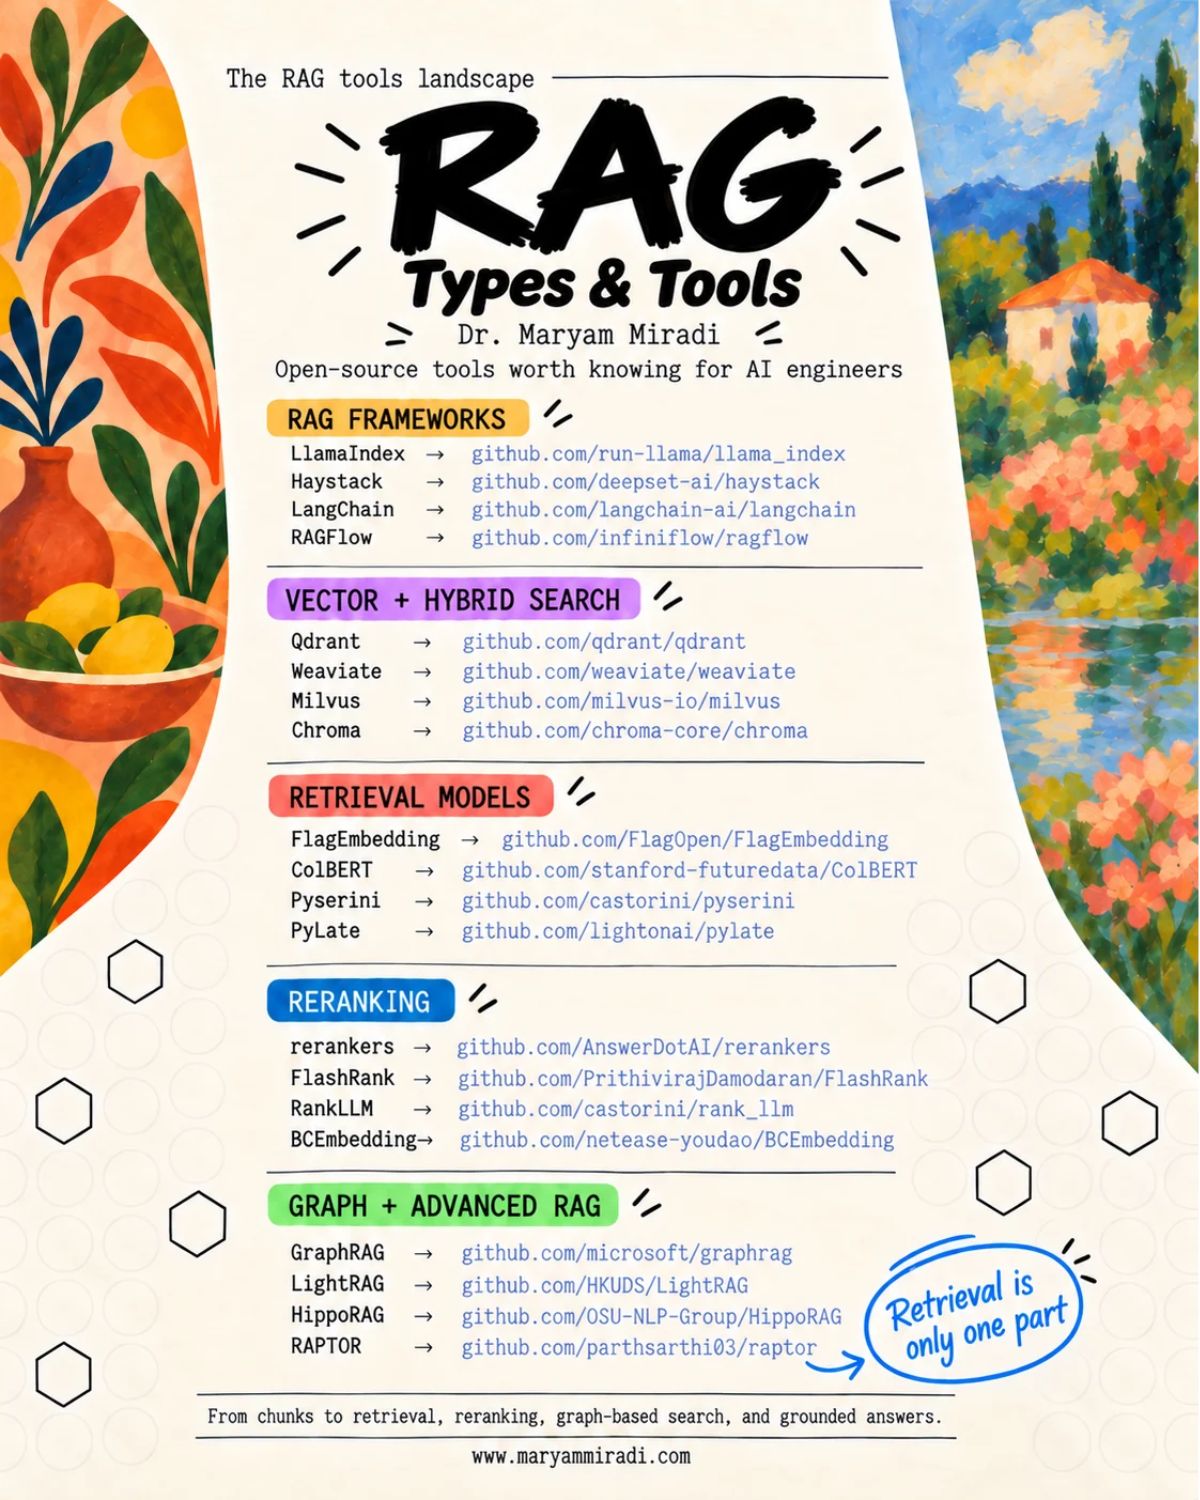 The RAG tools landscape
RAG
Types & Tools
Dr. Maryam Miradi
Open-source tools worth knowing for AI engineers
RAG FRAMEWORKS
LlamaIndex → github.com/run-llama/llama_index
Haystack → github.com/deepset-ai/haystack
LangChain → github.com/langchain-ai/langchain
RAGFlow → github.com/infiniflow/ragflow
VECTOR + HYBRID SEARCH
Qdrant → github.com/qdrant/qdrant
Weaviate → github.com/weaviate/weaviate
Milvus → github.com/milvus-io/milvus
Chroma → github.com/chroma-core/chroma
RETRIEVAL MODELS
FlagEmbedding → github.com/FlagOpen/FlagEmbedding
ColBERT → github.com/stanford-futuredata/ColBERT
Pyserini → github.com/castorini/pyserini
PyLate → github.com/lightonai/pylate
RERANKING
rerankers → github.com/AnswerDotAI/rerankers
FlashRank → github.com/PrithivirajDamodaran/FlashRank
RankLLM → github.com/castorini/rank_llm
BCEmbedding→ github.com/netease-youdao/BCEmbedding
GRAPH + ADVANCED RAG
GraphRAG → github.com/microsoft/graphrag
LightRAG → github.com/HKUDS/LightRAG
HippoRAG → github.com/OSU-NLP-Group/HippoRAG
RAPTOR → github.com/parthsarthi03/raptor
Retrieval is
only one part
From chunks to retrieval, reranking, graph-based search, and grounded answers.
www.maryammiradi.com